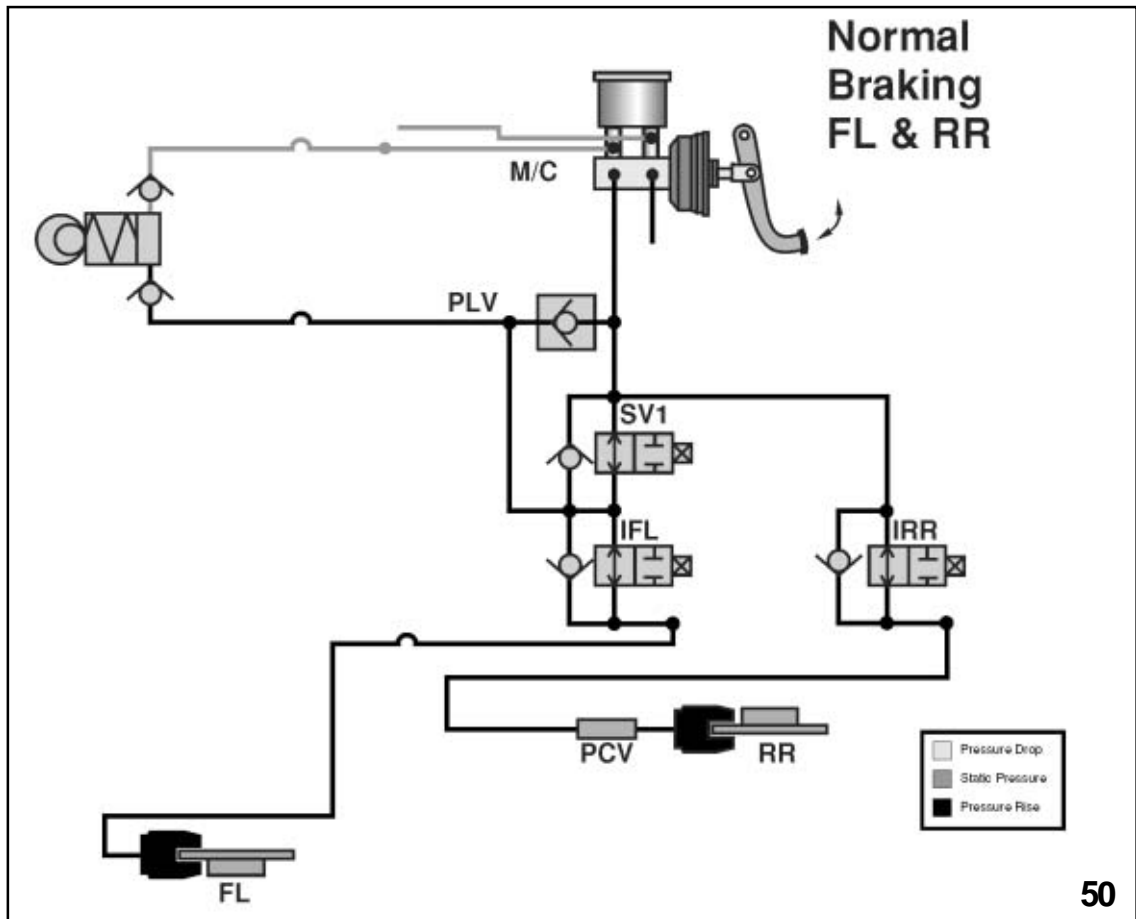 Normal
Braking
FL & RR
M/C
PLV
SV1
IFL
IRR
PCV
RR
FL
Pressure Drop
Static Pressure
Pressure Rise
50